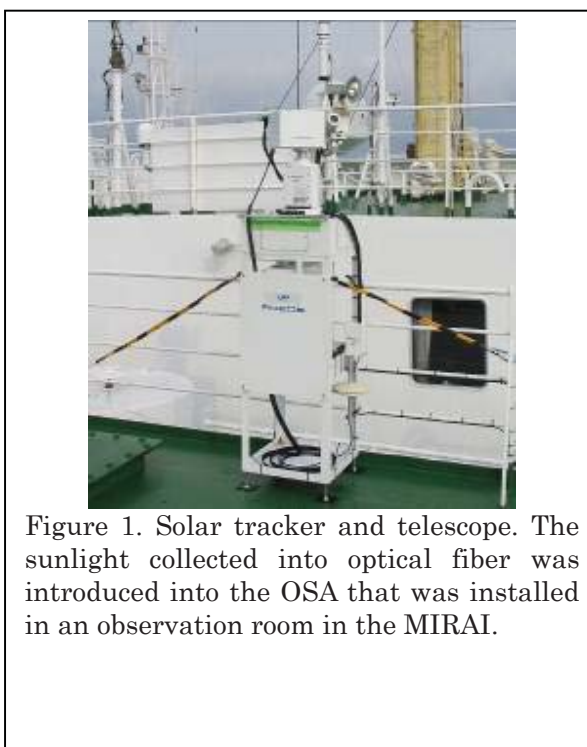 Figure 1. Solar tracker and telescope. The
sunlight collected into optical fiber was
introduced into the OSA that was installed
in an observation room in the MIRAI.